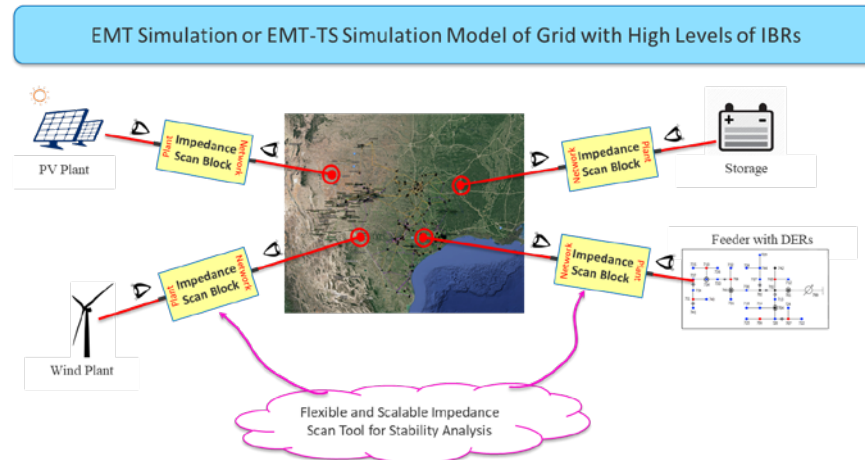 EMT Simulation or EMT-TS Simulation Model of Grid with High Levels of IBRs
PV Plant
Plant
Impedance
Scan Block
Network
Network
Impedance
Scan Block
Plant
Storage
Wind Plant
Plant
Impedance
Scan Block
Network
Network
Impedance
Scan Block
Plant
Feeder with DERs
Flexible and Scalable Impedance
Scan Tool for Stability Analysis